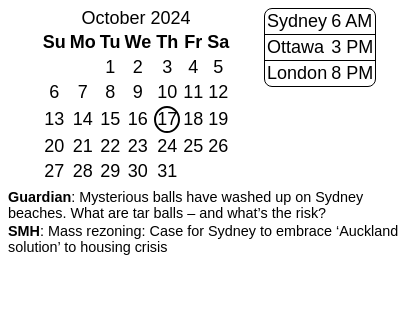 October 2024
Su Mo Tu We Th Fr Sa
1 2 3 4 5
6 7 8 9 10 11 12
13 14 15 16 17 18 19
20 21 22 23 24 25 26
27 28 29 30 31
Sydney 6 AM
Ottawa 3 PM
London 8 PM
Guardian: Mysterious balls have washed up on Sydney
beaches. What are tar balls – and what’s the risk?
SMH: Mass rezoning: Case for Sydney to embrace ‘Auckland
solution’ to housing crisis